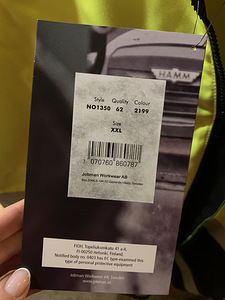 HAMM
Style Quality Colour
NO1350 62 2199
Size
XXL
1 070760 860787
Jobman Workwear AB
FIOH, Topeliuksenkatu 41 a A,
FI-00250 Helsinki, Finland,
Notified body no. 0403 has EC type-examined this
type of personal protective equipment
Jobman Workwear AB, Sweden
www.jobman.se